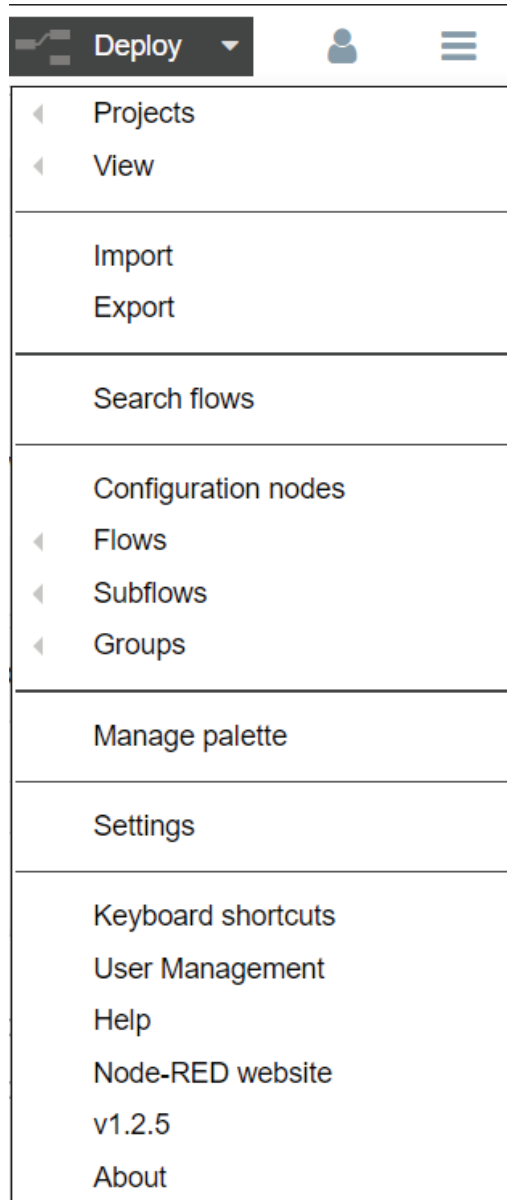 Deploy
Projects
View
Import
Export
Search flows
Configuration nodes
Flows
Subflows
Groups
Manage palette
Settings
Keyboard shortcuts
User Management
Help
Node-RED website
v1.2.5
About